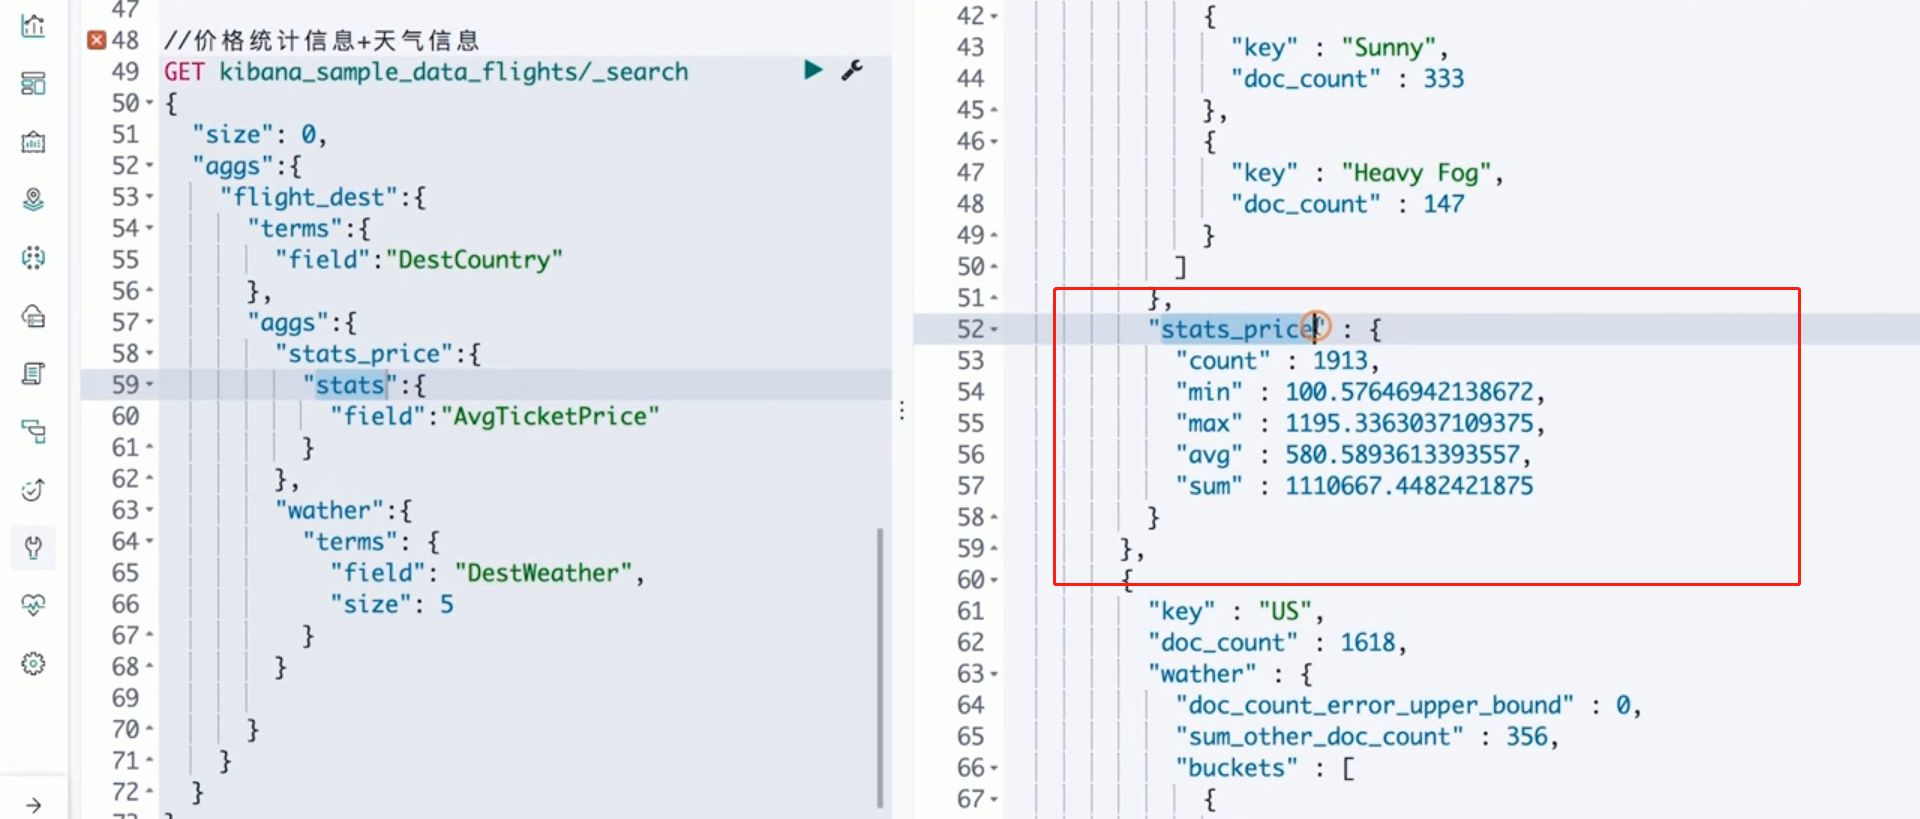 47
48 //价格统计信息+天气信息
49 GET kibana_sample_data_flights/_search
50 {
51 "size": 0,
52 "aggs":{
53 "flight_dest":{
54 "terms":{
55 "field":"DestCountry"
56 },
57 "aggs":{
58 "stats_price":{
59 "stats":{
60 "field":"AvgTicketPrice"
61 }
62 },
63 "wather":{
64 "terms": {
65 "field": "DestWeather",
66 "size": 5
67 }
68 }
69
70 }
71 }
72 }
42 {
43 "key" : "Sunny",
44 "doc_count" : 333
45 },
46 {
47 "key" : "Heavy Fog",
48 "doc_count" : 147
49 }
50 ]
51 },
52 "stats_price" : {
53 "count" : 1913,
54 "min" : 100.57646942138672,
55 "max" : 1195.3363037109375,
56 "avg" : 580.5893613393557,
57 "sum" : 1110667.4482421875
58 }
59 },
60 {
61 "key" : "US",
62 "doc_count" : 1618,
63 "wather" : {
64 "doc_count_error_upper_bound" : 0,
65 "sum_other_doc_count" : 356,
66 "buckets" : [
67 {